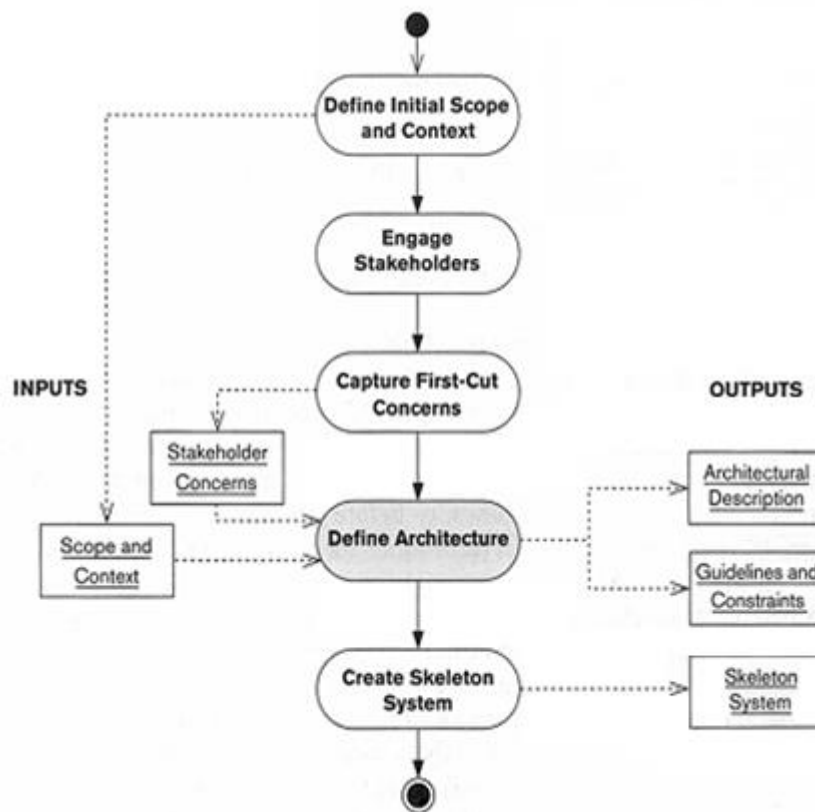 Define Initial Scope
and Context
Engage
Stakeholders
INPUTS
Capture First-Cut
Concerns
OUTPUTS
Stakeholder
Concerns
Architectural
Description
Define Architecture
Scope and
Context
Guidelines and
Constraints
Create Skeleton
System
Skeleton
System